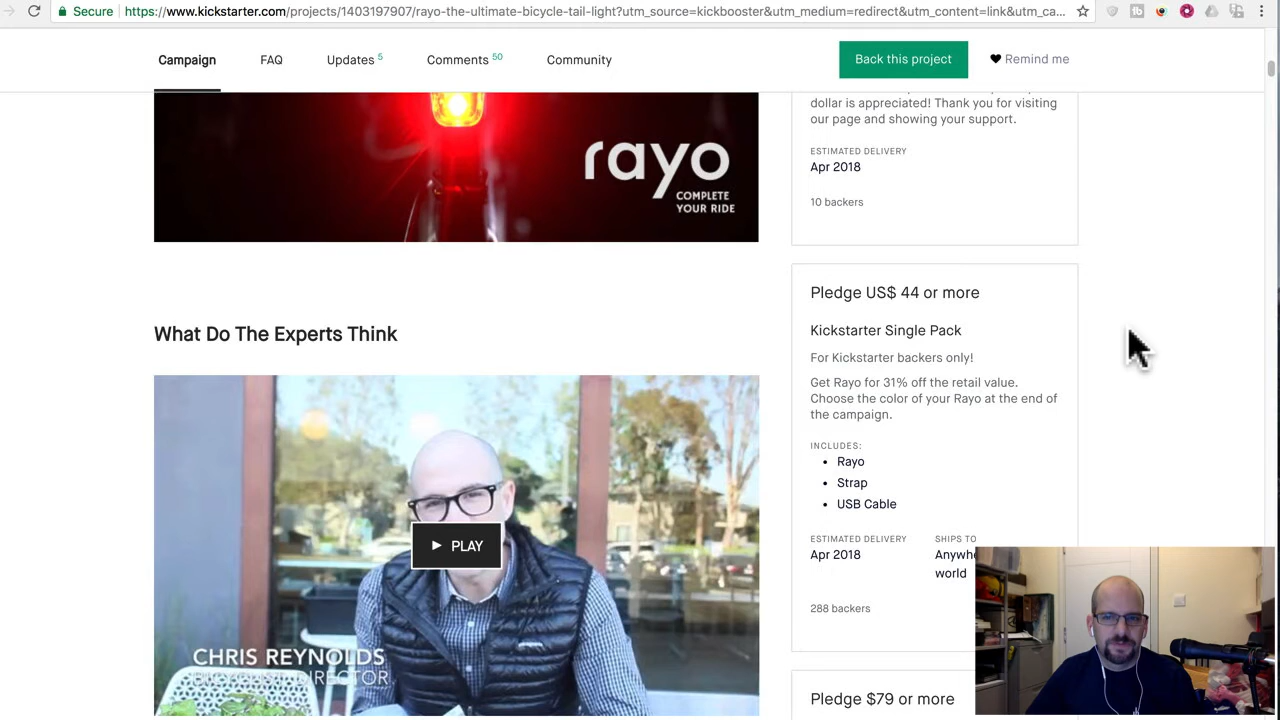 Secure
https://www.kickstarter.com/projects/1403197907/rayo-the-ultimate-bicycle-tail-light?utm_source=kickbooster&utm_medium=redirect&utm_content=link&utm_ca...
Campaign
FAQ
Updates 5
Comments 50
Community
Back this project
Remind me
rayo
COMPLETE
YOUR RIDE
dollar is appreciated! Thank you for visiting
our page and showing your support.
ESTIMATED DELIVERY
Apr 2018
10 backers
What Do The Experts Think
PLAY
CHRIS REYNOLDS
DIRECTOR
Pledge US$ 44 or more
Kickstarter Single Pack
For Kickstarter backers only!
Get Rayo for 31% off the retail value.
Choose the color of your Rayo at the end of
the campaign.
INCLUDES:
Rayo
Strap
USB Cable
ESTIMATED DELIVERY
Apr 2018
SHIPS TO
world
288 backers
Pledge $79 or more